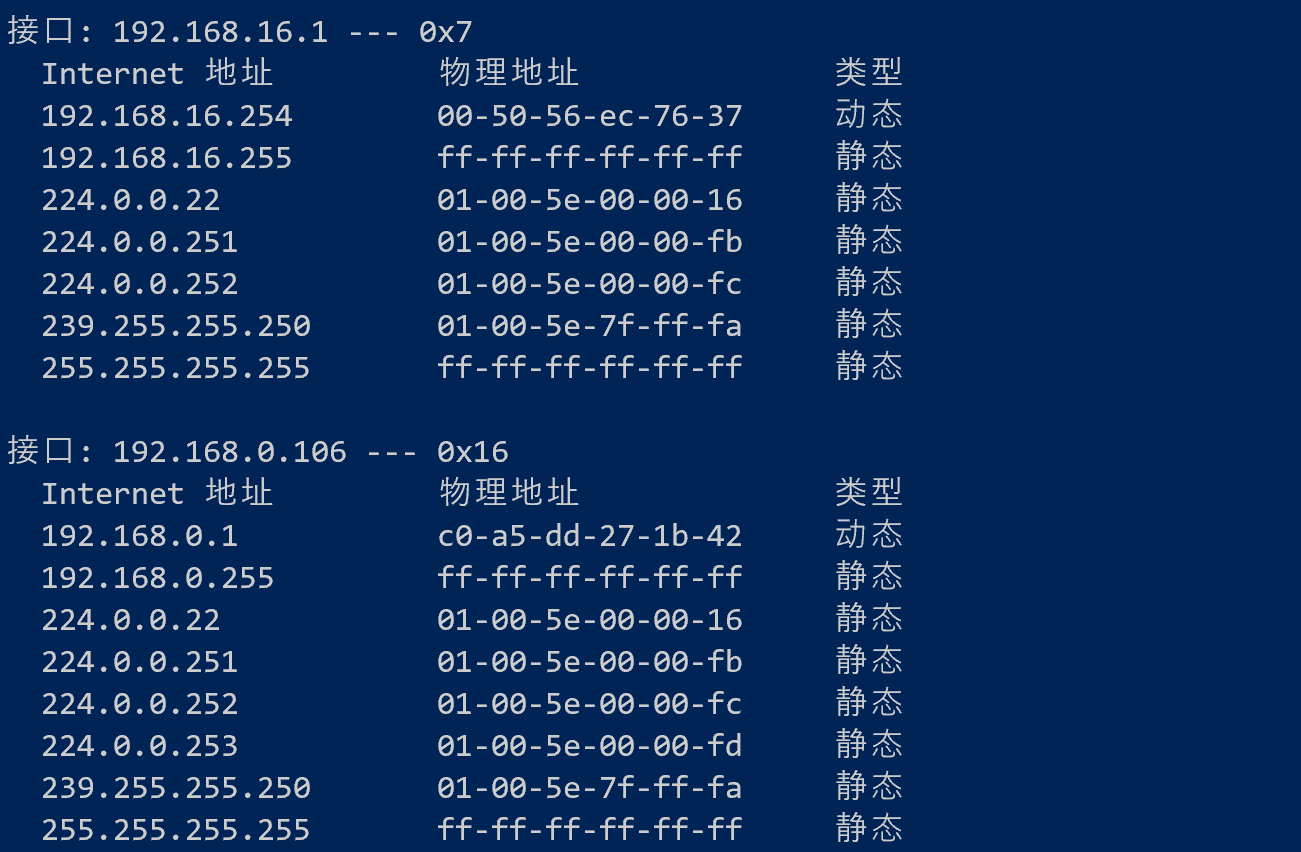 接口: 192.168.16.1 --- 0x7
Internet 地址 物理地址 类型
192.168.16.254 00-50-56-ec-76-37 动态
192.168.16.255 ff-ff-ff-ff-ff-ff 静态
224.0.0.22 01-00-5e-00-00-16 静态
224.0.0.251 01-00-5e-00-00-fb 静态
224.0.0.252 01-00-5e-00-00-fc 静态
239.255.255.250 01-00-5e-7f-ff-fa 静态
255.255.255.255 ff-ff-ff-ff-ff-ff 静态
接口: 192.168.0.106 --- 0x16
Internet 地址 物理地址 类型
192.168.0.1 c0-a5-dd-27-1b-42 动态
192.168.0.255 ff-ff-ff-ff-ff-ff 静态
224.0.0.22 01-00-5e-00-00-16 静态
224.0.0.251 01-00-5e-00-00-fb 静态
224.0.0.252 01-00-5e-00-00-fc 静态
224.0.0.253 01-00-5e-00-00-fd 静态
239.255.255.250 01-00-5e-7f-ff-fa 静态
255.255.255.255 ff-ff-ff-ff-ff-ff 静态